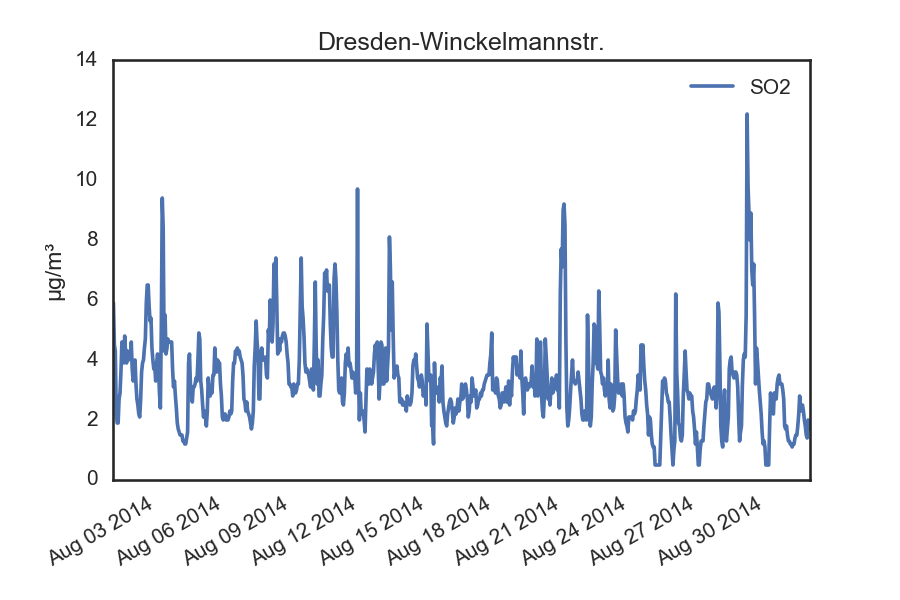 Dresden-Winckelmannstr.
14
12
10
8
6
4
2
0
µg/m³
SO2
Aug 03 2014
Aug 06 2014
Aug 09 2014
Aug 12 2014
Aug 15 2014
Aug 18 2014
Aug 21 2014
Aug 24 2014
Aug 27 2014
Aug 30 2014